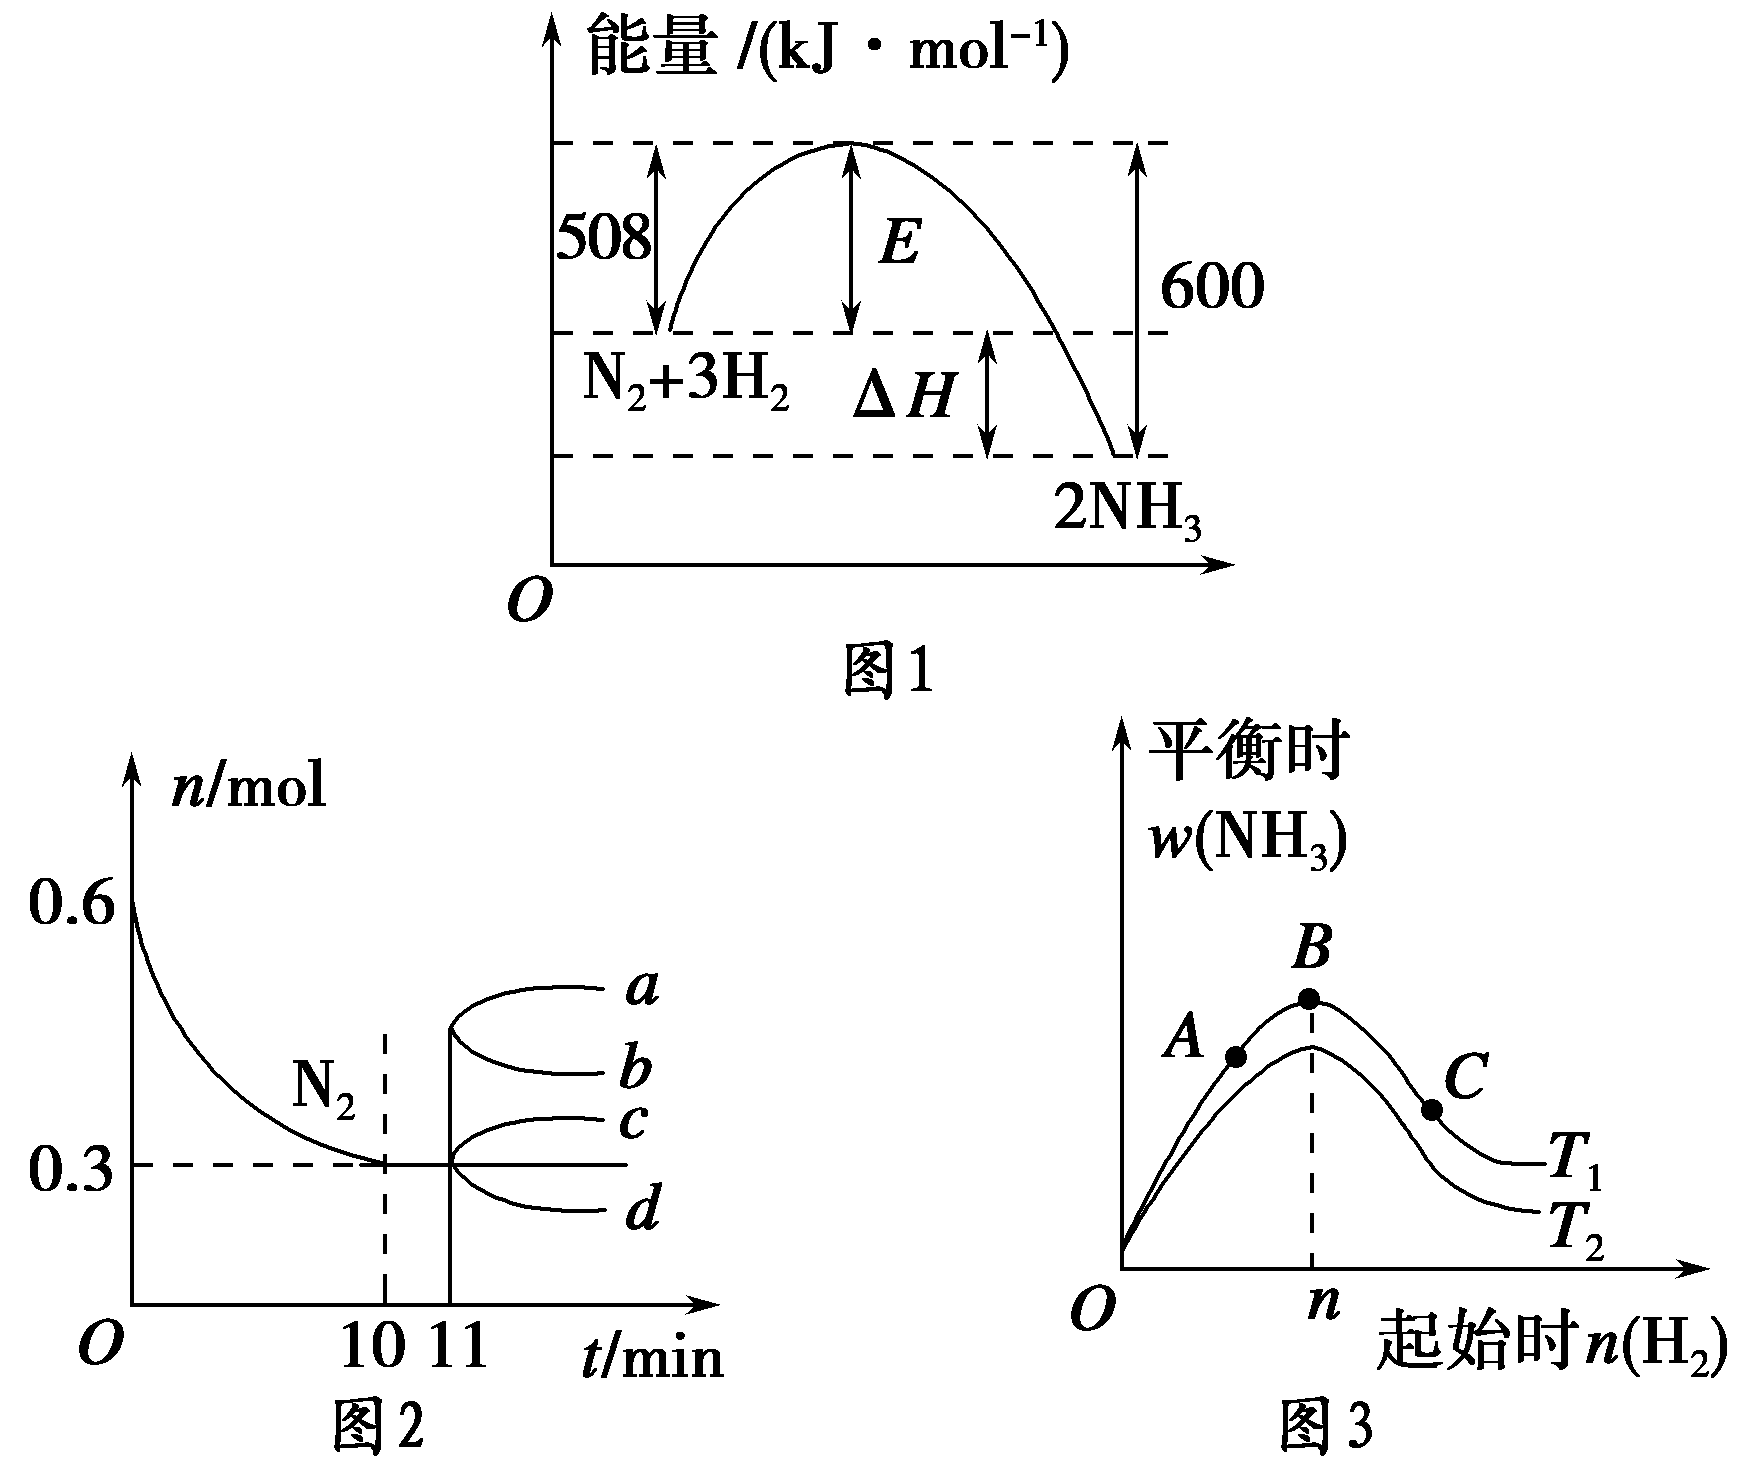 能量 /(kJ · mol⁻¹)
508
E
600
N₂+3H₂
ΔH
2NH₃
O
图1
n/mol
0.6
a
N₂
b
c
0.3
d
O
10
11
t/min
图2
平衡时
w(NH₃)
B
A
C
T₁
T₂
O
n
起始时n(H₂)
图3